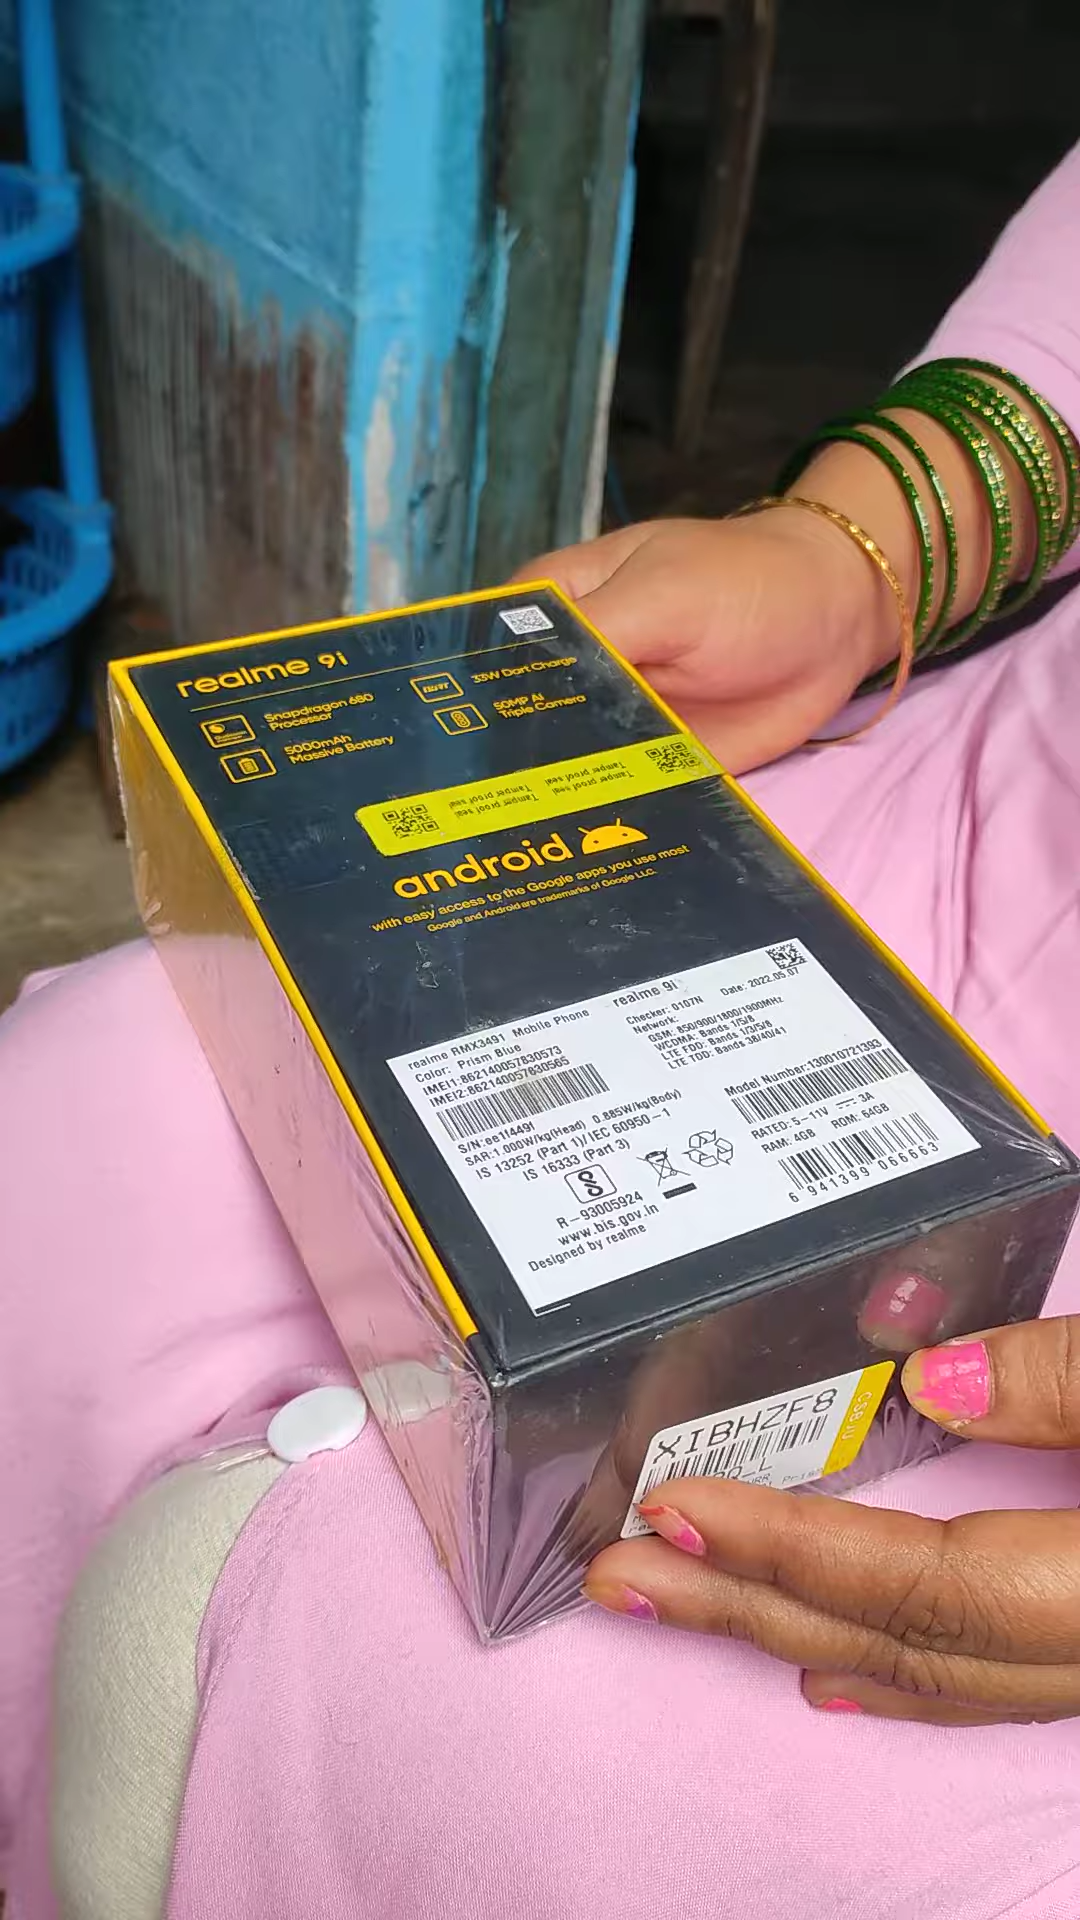 realme 9i
Snapdragon 680
Processor
33W Dart Charge
5000mAh
Massive Battery
50MP AI
Triple Camera
Tamper proof seal Tamper proof seal
Tamper proof seal Tamper proof seal
android
with easy access to the Google apps you use most
Google and Android are trademarks of Google LLC.
realme RMX3491 Mobile Phone realme 9i
Color: Prism Blue
IMEI1:862140057830573
IMEI2:862140057830565
S/N:ee1f449f
SAR:1.000W/kg(Head) 0.885W/kg(Body)
IS 13252 (Part 1)/IEC 60950-1
IS 16333 (Part 3)
R-93005924
www.bis.gov.in
Designed by realme
Checker: 0107N Date: 2022.05.07
Network:
GSM: 850/900/1800/1900MHz
WCDMA: Bands 1/5/8
LTE FDD: Bands 1/3/5/8
LTE TDD: Bands 38/40/41
Model Number:130010721393
RATED: 5-11V 3A
RAM: 4GB ROM: 64GB
6 941399 066663
XIBHZF8